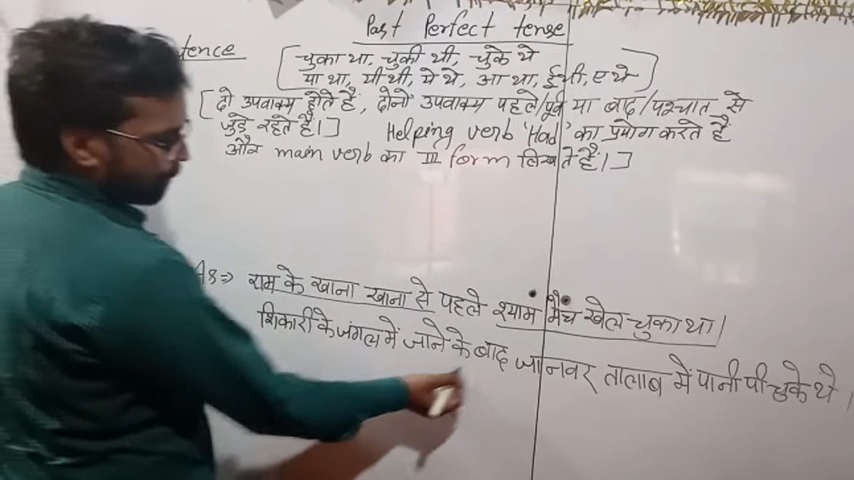 Past Perfect tense
tence
[चुका था, चुकी थी, चुके थे
या था, यी थी, ये थे, आ था, ई थी, ए थे]
[दो उपवाक्य होते हैं, दोनों उपवाक्य पहले/पूर्व या बाद/पश्चात से
जुड़े रहते हैं।] Helping verb 'Had' का प्रयोग करते हैं
और main verb का III form लिखते हैं।]
As=> राम के खाना खाने से पहले श्याम मैच खेल चुका था।
शिकारी के जंगल में जाने के बाद जानवर तालाब में पानी पी चुके थे।